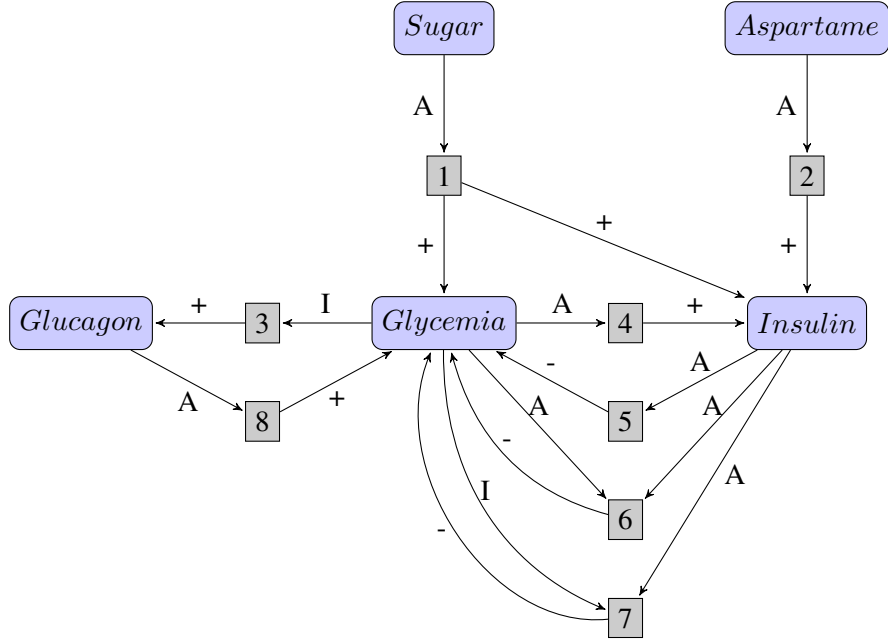 Sugar Aspartame
A A
1 2
+
+ +
Glucagon + 3 I Glycemia A 4 + Insulin
- A
A 8 + A 5 A
- 6 A
I
- 7